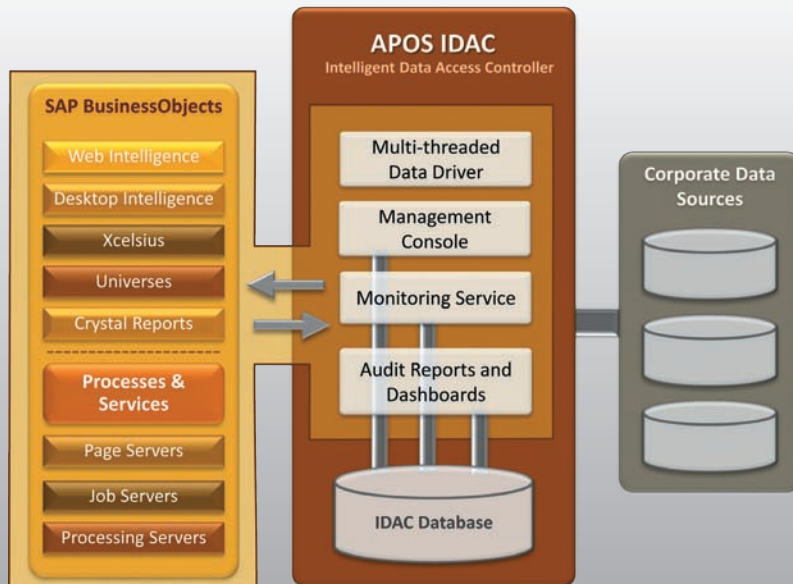 SAP BusinessObjects
Web Intelligence
Desktop Intelligence
Xcelsius
Universes
Crystal Reports
Processes &
Services
Page Servers
Job Servers
Processing Servers
APOS IDAC
Intelligent Data Access Controller
Multi-threaded
Data Driver
Management
Console
Monitoring Service
Audit Reports and
Dashboards
IDAC Database
Corporate Data
Sources